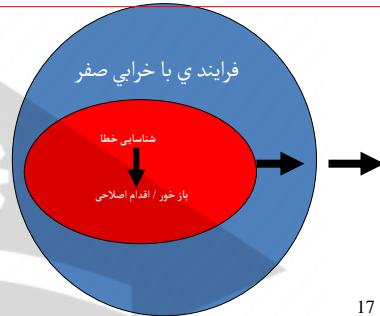 فرايند ي با خرابي صفر
شناسایی خطا
باز خور / اقدام اصلاحی
17